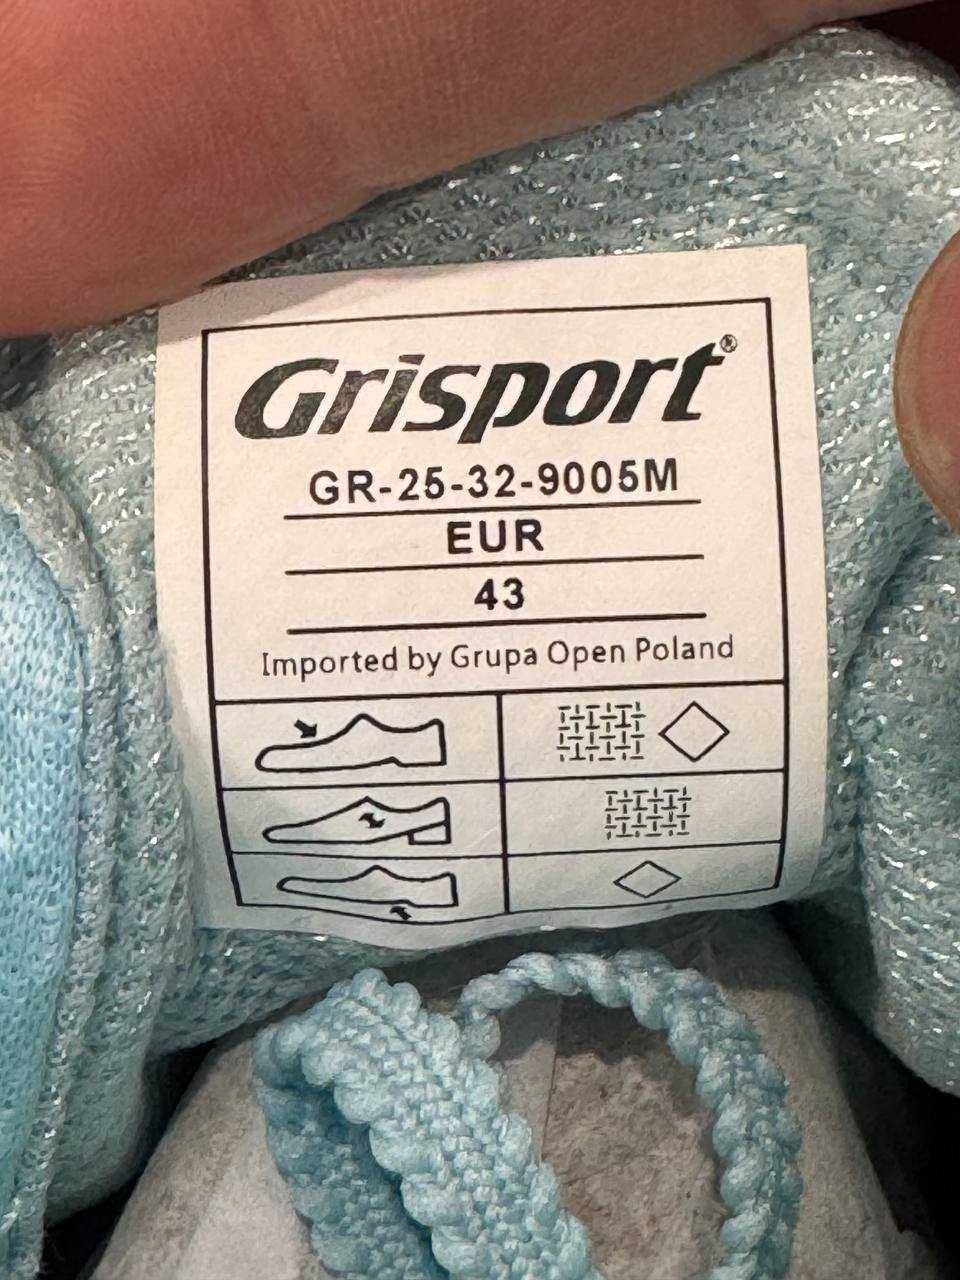 Grisport®
GR-25-32-9005M
EUR
43
Imported by Grupa Open Poland